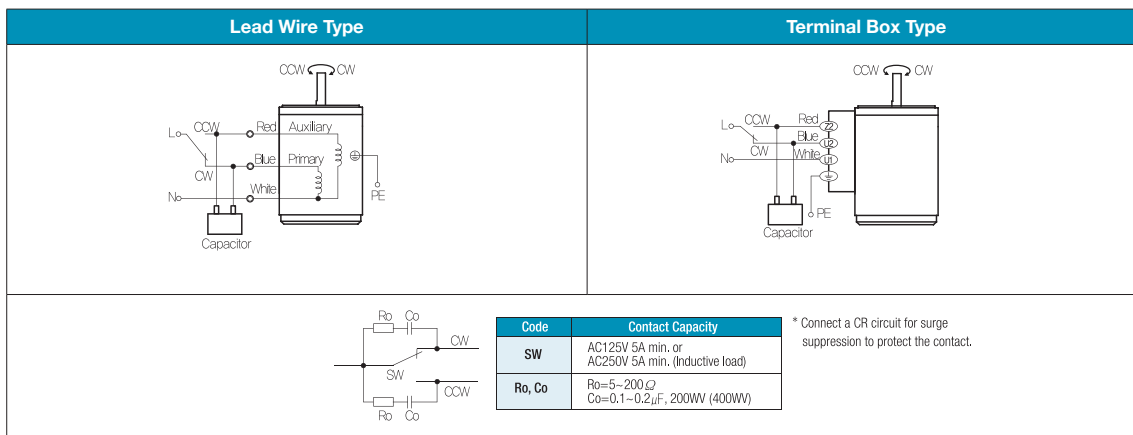 Lead Wire Type
Terminal Box Type
CCW CW
L CCW Red Auxiliary
Blue Primary
CW
White
N
PE
Capacitor
CCW CW
L CCW Red Z2
Blue U2
CW White U1
N
PE
Capacitor
Ro Co
CW
SW
CCW
Ro Co
Code Contact Capacity
SW AC125V 5A min. or
AC250V 5A min. (Inductive load)
Ro, Co Ro=5~200Ω
Co=0.1~0.2μF, 200WV (400WV)
* Connect a CR circuit for surge
suppression to protect the contact.